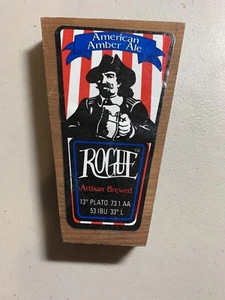 American
Amber Ale
ROGUE
Artisan Brewed
13° PLATO 73.1 AA
53 IBU 33° L